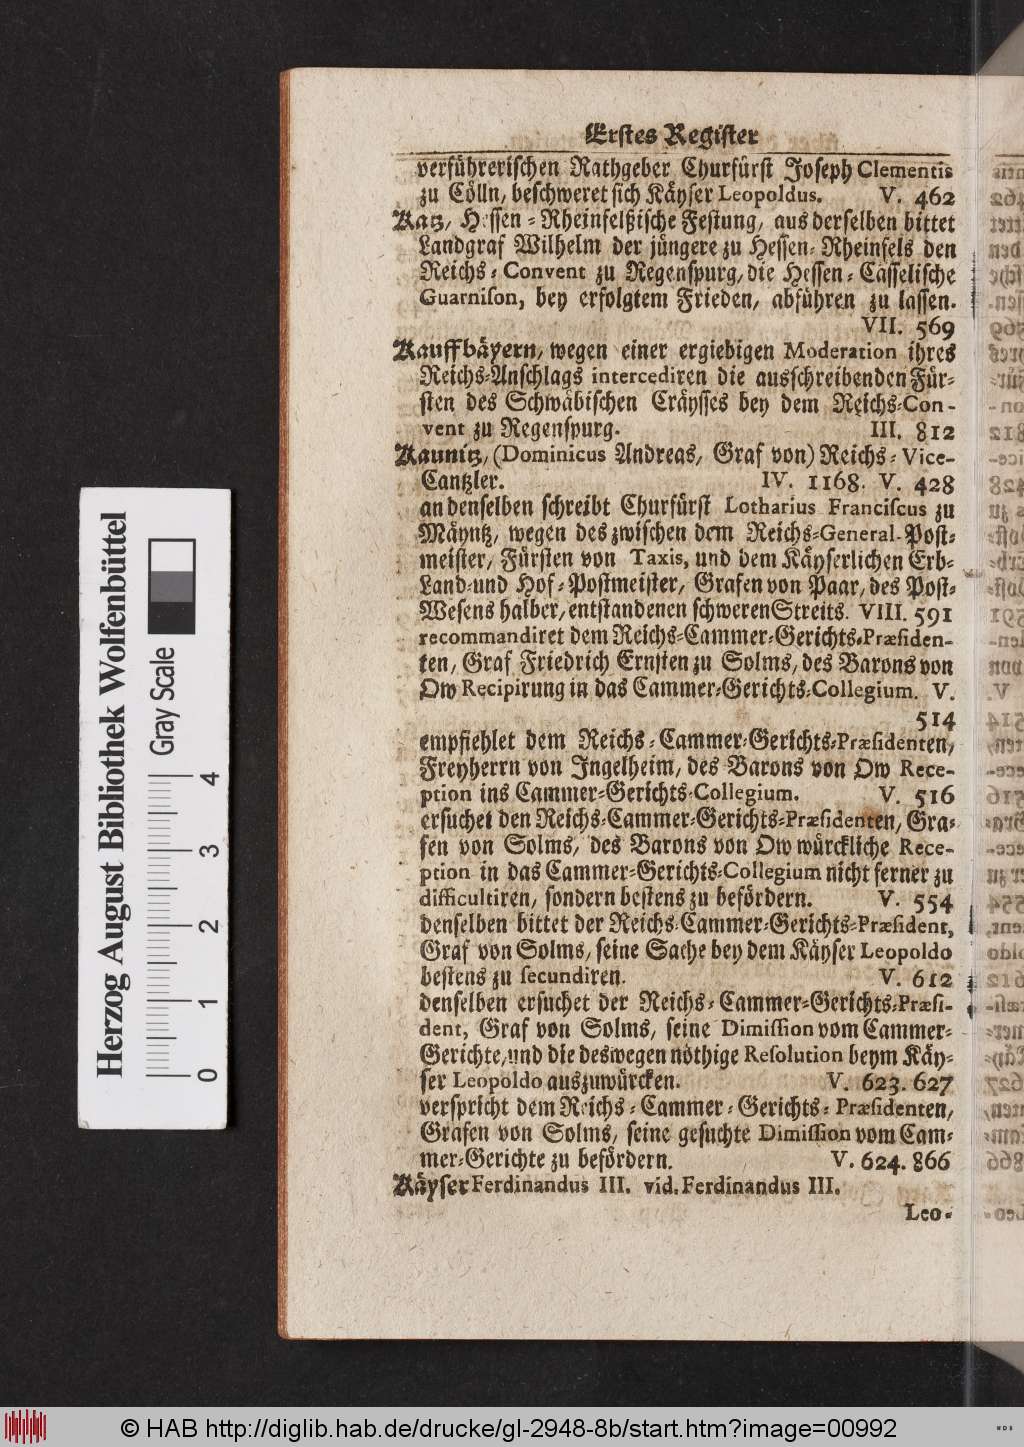 Erstes Register
verführerischen Rathgeber Churfürst Joseph Clementis
zu Cölln, beschweret sich Käyser Leopoldus. V. 462
Katz, Hessen-Rheinfelßische Festung, aus derselben bittet
Landgraf Wilhelm der jüngere zu Hessen-Rheinfels den
Reichs-Convent zu Regenspurg, die Hessen-Casselische
Guarnison, bey erfolgtem Frieden, abführen zu lassen.
VII. 569
Kauffbäyern, wegen einer ergiebigen Moderation ihres
Reichs-Anschlags intercediren die ausschreibenden Für-
sten des Schwäbischen Cräysses bey dem Reichs-Con-
vent zu Regenspurg. III. 812
Kaunitz, (Dominicus Andreas, Graf von) Reichs-Vice-
Cantzler. IV. 1168. V. 428
an denselben schreibt Churfürst Lotharius Franciscus zu
Mäyntz, wegen des zwischen dem Reichs-General-Post-
meister, Fürsten von Taxis, und dem Käyserlichen Erb-
Land-und Hof-Postmeister, Grafen von Paar, des Post-
Wesens halber, entstandenen schweren Streits. VIII. 591
recommandiret dem Reichs-Cammer-Gerichts-Præsiden-
ten, Graf Friedrich Ernsten zu Solms, des Barons von
Ow Recipirung in das Cammer-Gerichts-Collegium. V.
514
empfiehlet dem Reichs-Cammer-Gerichts-Præsidenten,
Freyherrn von Ingelheim, des Barons von Ow Rece-
ption ins Cammer-Gerichts-Collegium. V. 516
ersuchet den Reichs-Cammer-Gerichts-Præsidenten, Gra-
fen von Solms, des Barons von Ow würckliche Rece-
ption in das Cammer-Gerichts-Collegium nicht ferner zu
difficultiren, sondern bestens zu befördern. V. 554
denselben bittet der Reichs-Cammer-Gerichts-Præsident,
Graf von Solms, seine Sache bey dem Käyser Leopoldo
bestens zu secundiren. V. 612
denselben ersuchet der Reichs-Cammer-Gerichts-Præsi-
dent, Graf von Solms, seine Dimission vom Cammer-
Gerichte, und die deswegen nöthige Resolution beym Käy-
ser Leopoldo auszuwürcken. V. 623. 627
verspricht dem Reichs-Cammer-Gerichts-Præsidenten,
Grafen von Solms, seine gesuchte Dimission vom Cam-
mer-Gerichte zu befördern. V. 624. 866
Käyser Ferdinandus III. vid. Ferdinandus III.
Leo-
Herzog August Bibliothek Wolfenbüttel
Gray Scale
0 1 2 3 4
© HAB http://diglib.hab.de/drucke/gl-2948-8b/start.htm?image=00992